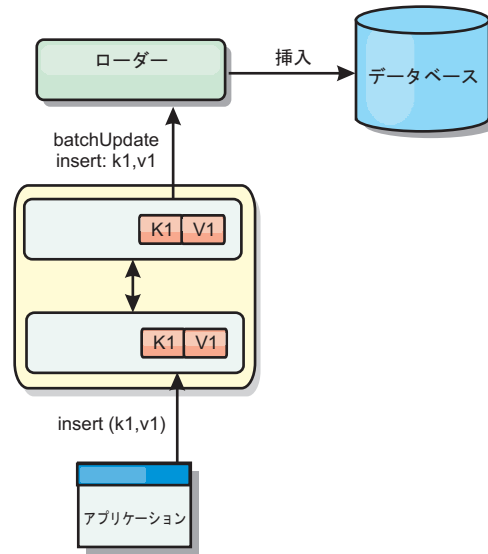 ローダー
挿入
データベース
batchUpdate
insert: k1,v1
K1 V1
K1 V1
insert (k1,v1)
アプリケーション